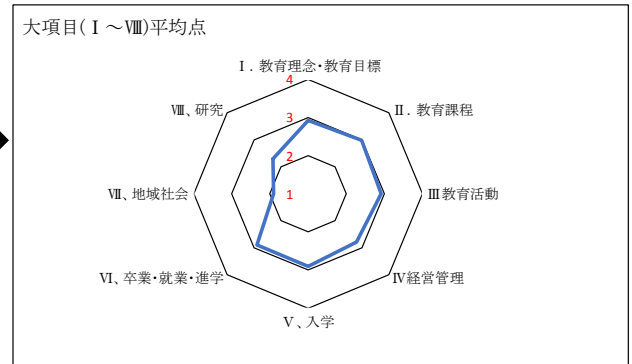 大項目(Ⅰ～Ⅷ)平均点
Ⅰ．教育理念・教育目標
4
Ⅷ、研究
Ⅱ．教育課程
3
2
Ⅶ、地域社会
1
Ⅲ教育活動
Ⅵ、卒業・就業・進学
Ⅳ経営管理
Ⅴ、入学